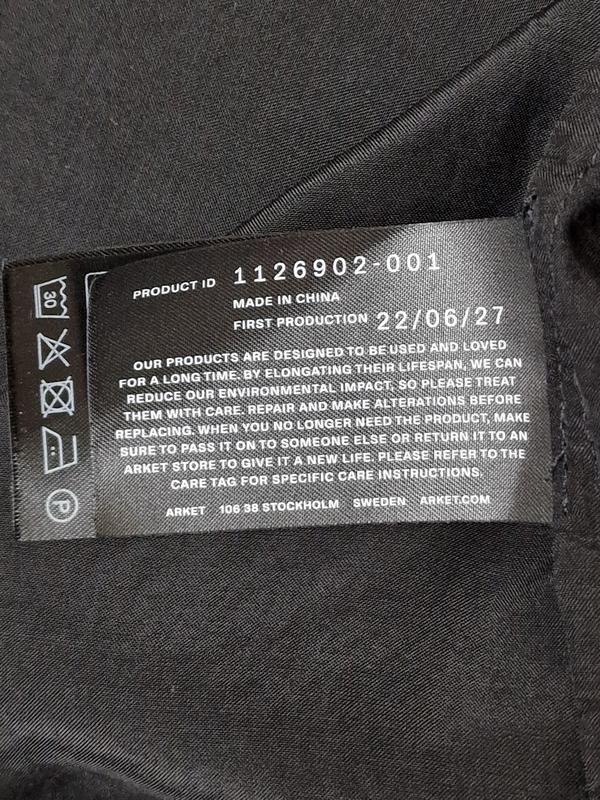 PRODUCT ID 1126902-001
MADE IN CHINA
FIRST PRODUCTION 22/06/27
OUR PRODUCTS ARE DESIGNED TO BE USED AND LOVED
FOR A LONG TIME. BY ELONGATING THEIR LIFESPAN, WE CAN
REDUCE OUR ENVIRONMENTAL IMPACT, SO PLEASE TREAT
THEM WITH CARE. REPAIR AND MAKE ALTERATIONS BEFORE
REPLACING. WHEN YOU NO LONGER NEED THE PRODUCT, MAKE
SURE TO PASS IT ON TO SOMEONE ELSE OR RETURN IT TO AN
ARKET STORE TO GIVE IT A NEW LIFE. PLEASE REFER TO THE
CARE TAG FOR SPECIFIC CARE INSTRUCTIONS.
ARKET 106 38 STOCKHOLM SWEDEN ARKET.COM
30
P